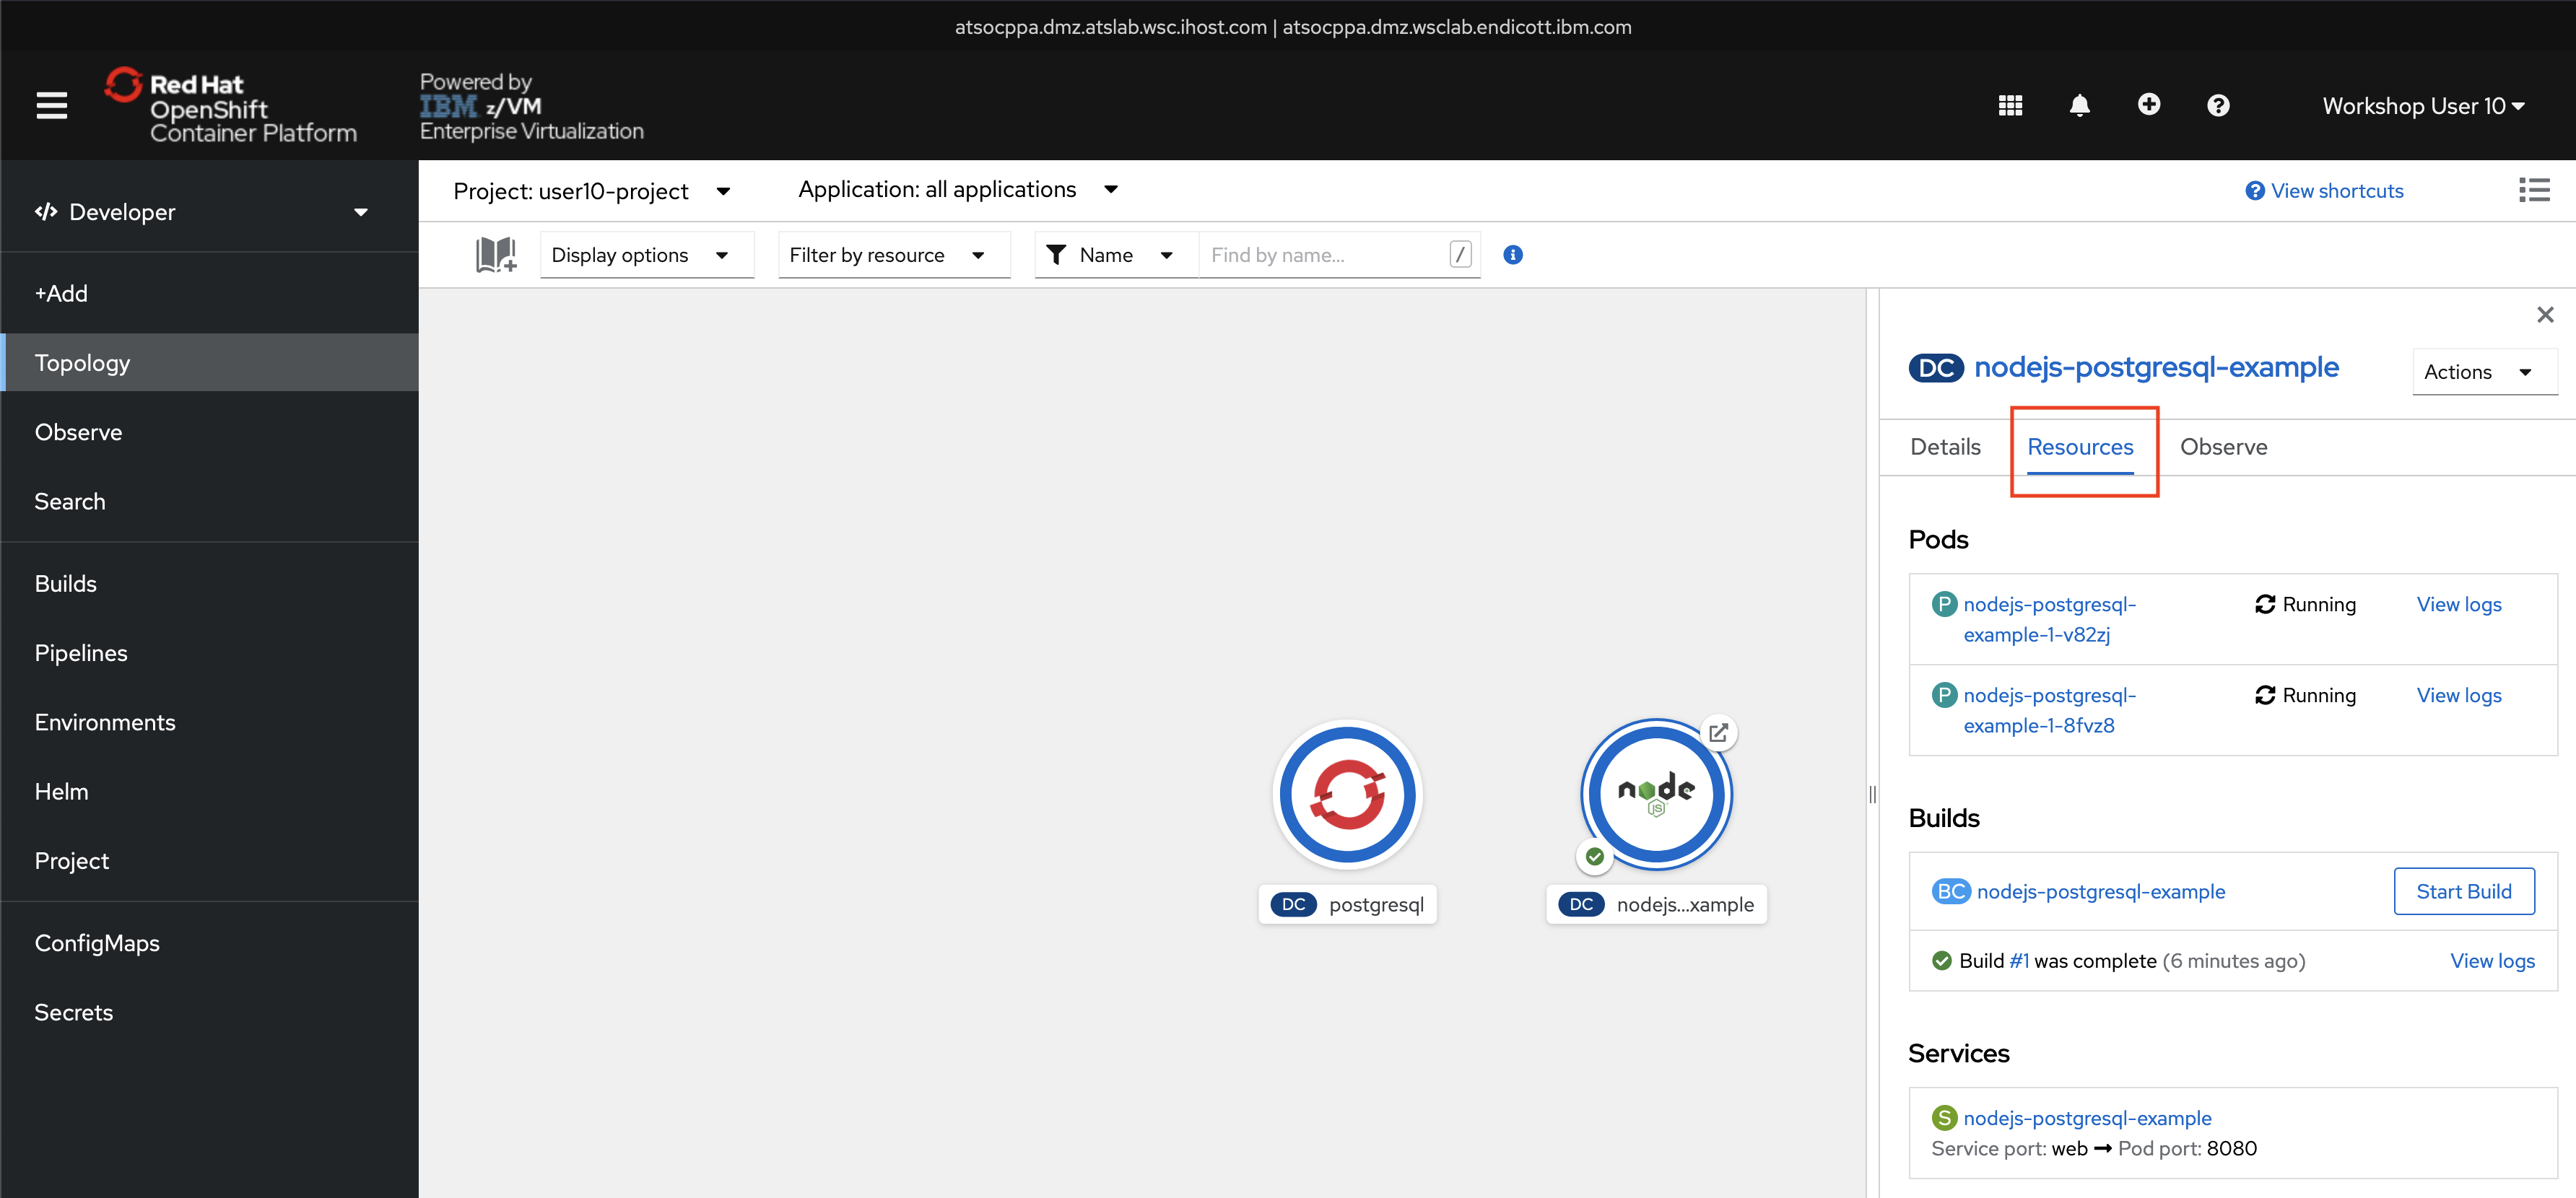 atsocppa.dmz.atslab.wsc.ihost.com | atsocppa.dmz.wsclab.endicott.ibm.com
Red Hat
OpenShift
Container Platform
Powered by
IBM z/VM
Enterprise Virtualization
Workshop User 10
</> Developer
+Add
Topology
Observe
Search
Builds
Pipelines
Environments
Helm
Project
ConfigMaps
Secrets
Project: user10-project
Application: all applications
View shortcuts
Display options
Filter by resource
Name
Find by name...
/
postgresql
DC postgresql
node
JS
DC nodejs...xample
DC nodejs-postgresql-example
Actions
Details
Resources
Observe
Pods
P nodejs-postgresql-
example-1-v82zj
Running
View logs
P nodejs-postgresql-
example-1-8fvz8
Running
View logs
Builds
BC nodejs-postgresql-example
Start Build
Build #1 was complete (6 minutes ago)
View logs
Services
S nodejs-postgresql-example
Service port: web ➞ Pod port: 8080